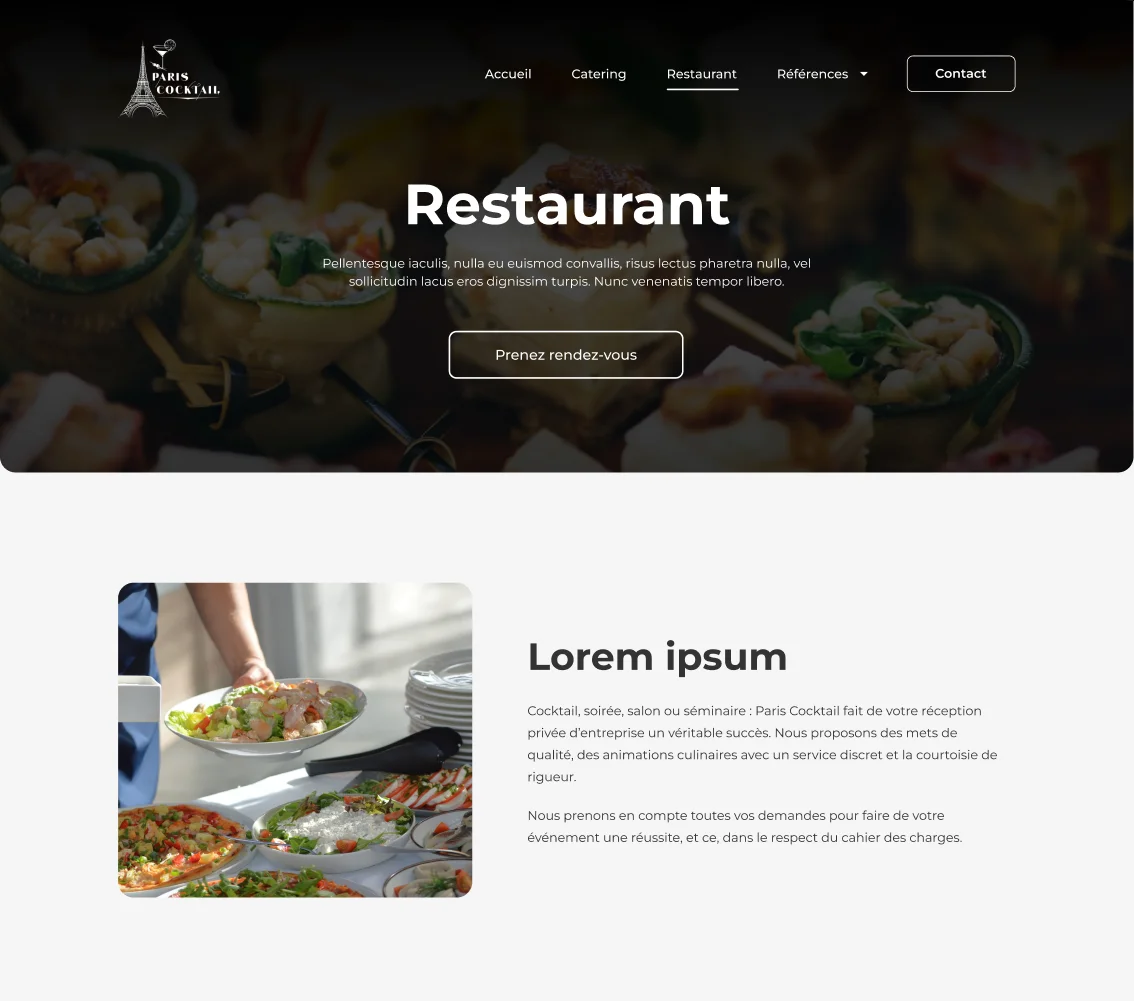 PARIS
COCKTAIL
Accueil Catering Restaurant Références Contact
Restaurant
Pellentesque iaculis, nulla eu euismod convallis, risus lectus pharetra nulla, vel
sollicitudin lacus eros dignissim turpis. Nunc venenatis tempor libero.
Prenez rendez-vous
Lorem ipsum
Cocktail, soirée, salon ou séminaire : Paris Cocktail fait de votre réception
privée d’entreprise un véritable succès. Nous proposons des mets de
qualité, des animations culinaires avec un service discret et la courtoisie de
rigueur.
Nous prenons en compte toutes vos demandes pour faire de votre
événement une réussite, et ce, dans le respect du cahier des charges.